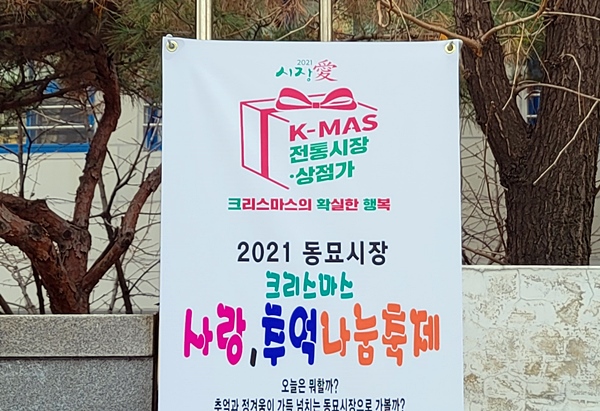 2021
시장愛
K-MAS
전통시장
·상점가
크리스마스의 확실한 행복
2021 동묘시장
크리스마스
사랑,추억나눔축제
오늘은 뭐할까?
추억과 정겨움이 가득 넘치는 동묘시장으로 가볼까?